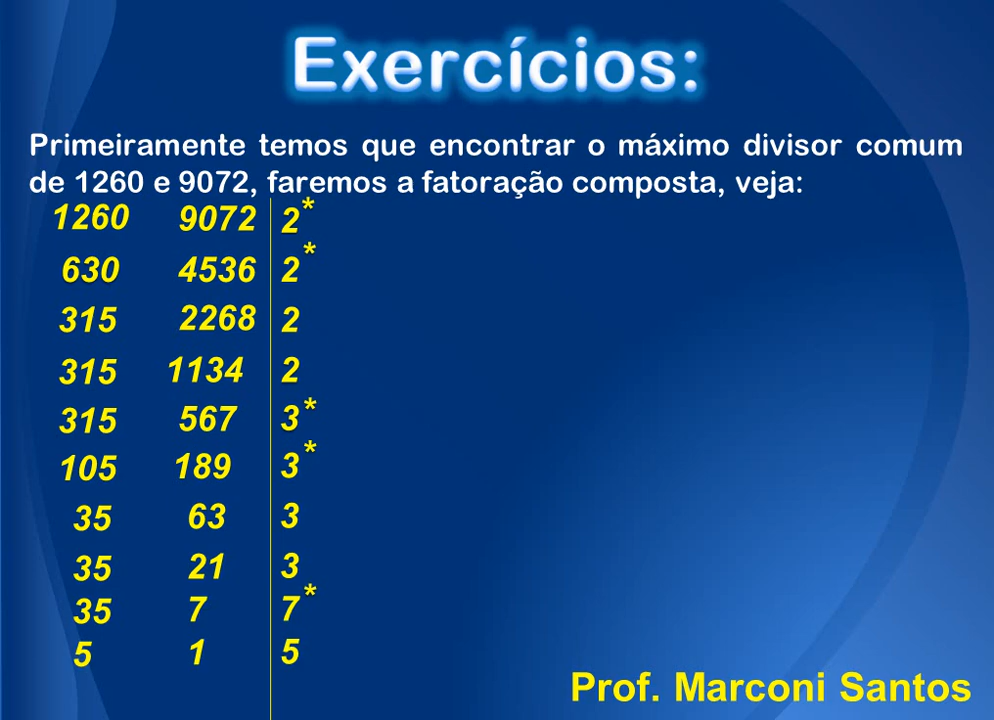 Exercícios:
Primeiramente temos que encontrar o máximo divisor comum
de 1260 e 9072, faremos a fatoração composta, veja:
1260 9072 2*
630 4536 2*
315 2268 2
315 1134 2
315 567 3*
105 189 3*
35 63 3
35 21 3
35 7 7*
5 1 5
Prof. Marconi Santos